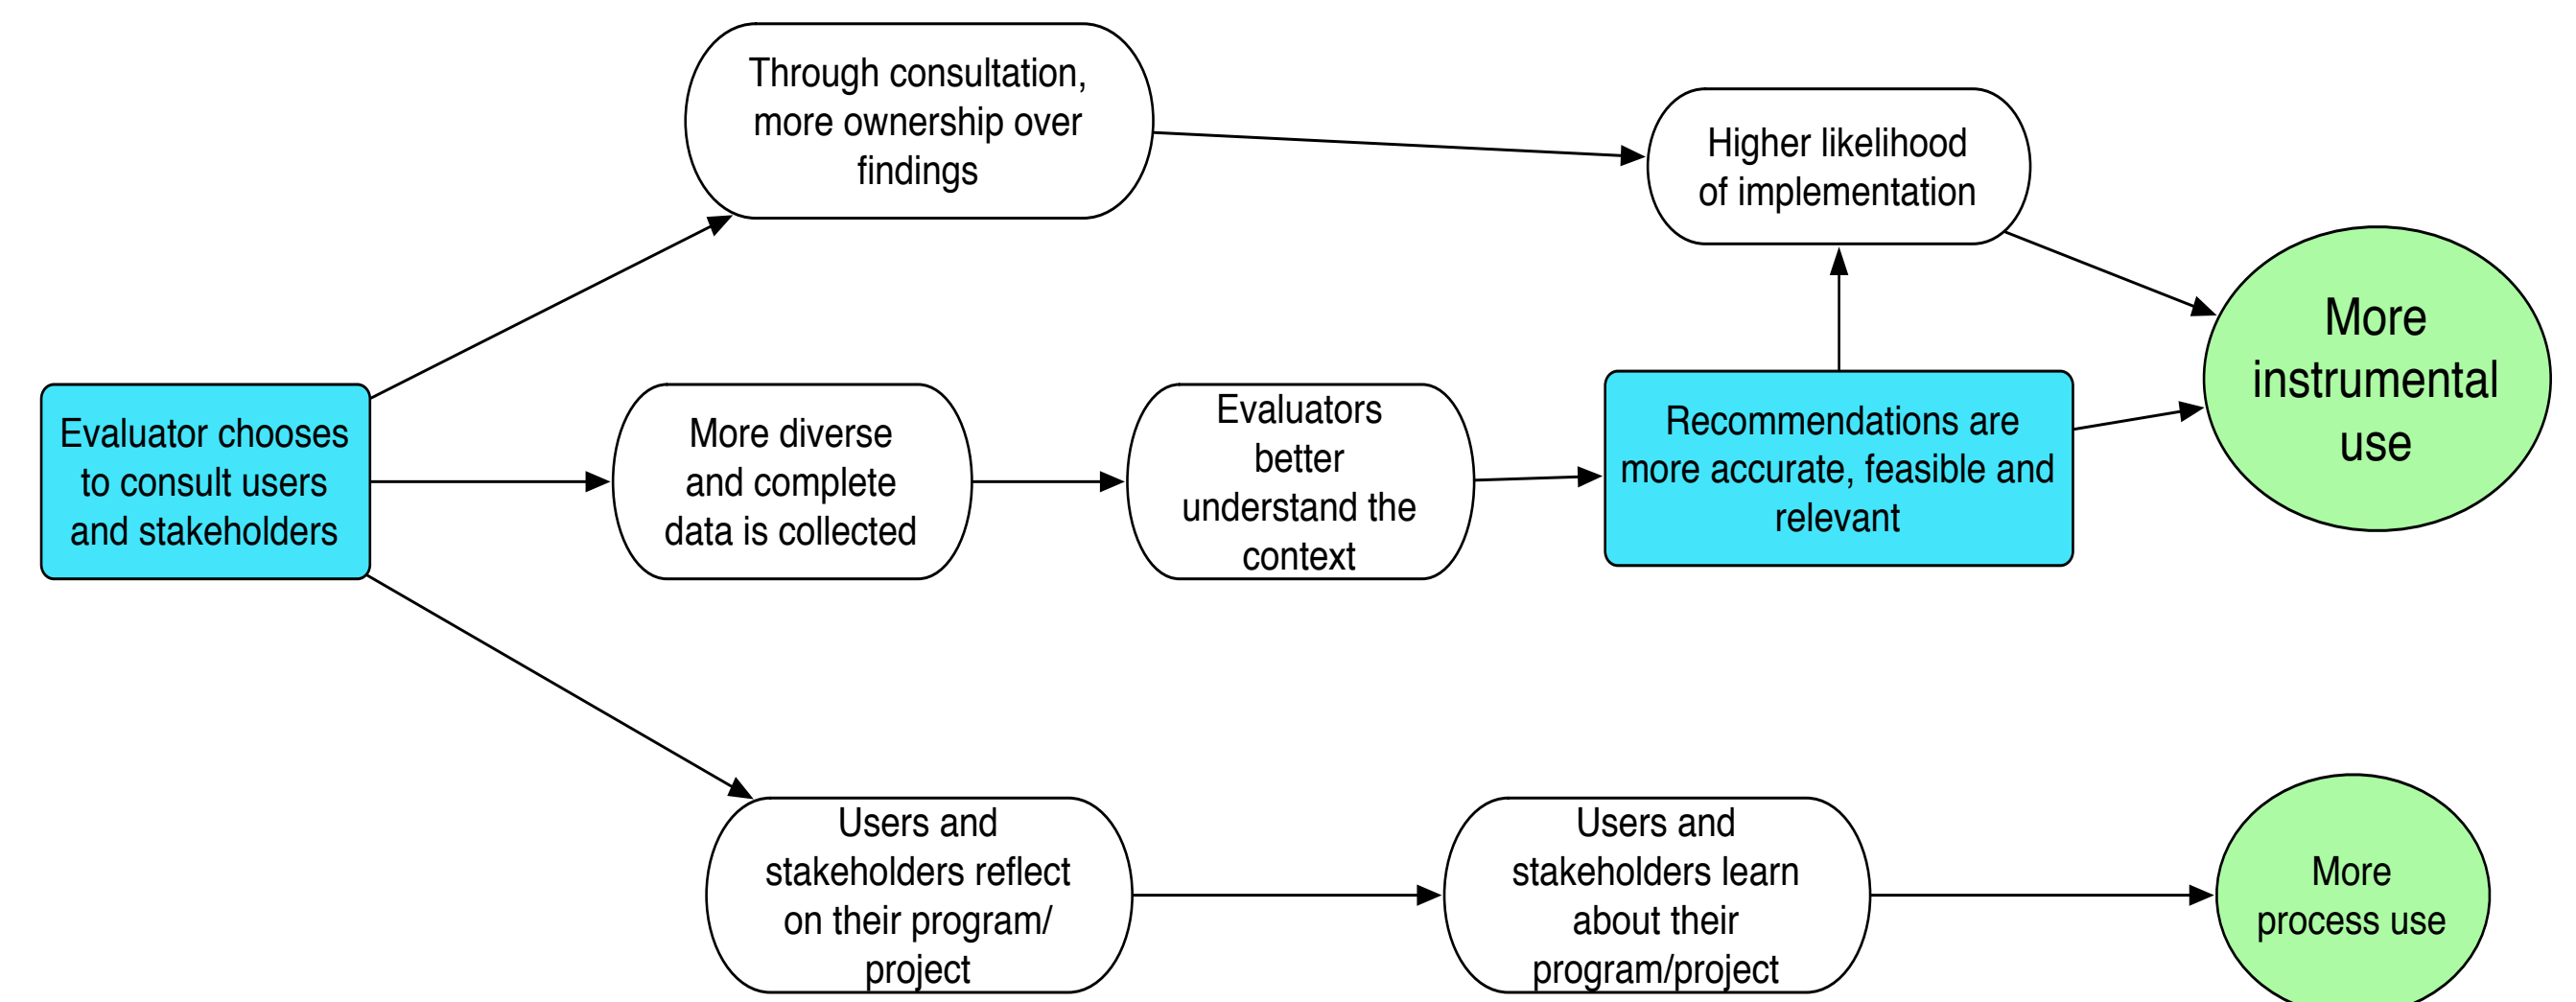 Through consultation,
more ownership over
findings
Higher likelihood
of implementation
More
instrumental
use
Evaluator chooses
to consult users
and stakeholders
More diverse
and complete
data is collected
Evaluators
better
understand the
context
Recommendations are
more accurate, feasible and
relevant
Users and
stakeholders reflect
on their program/
project
Users and
stakeholders learn
about their
program/project
More
process use